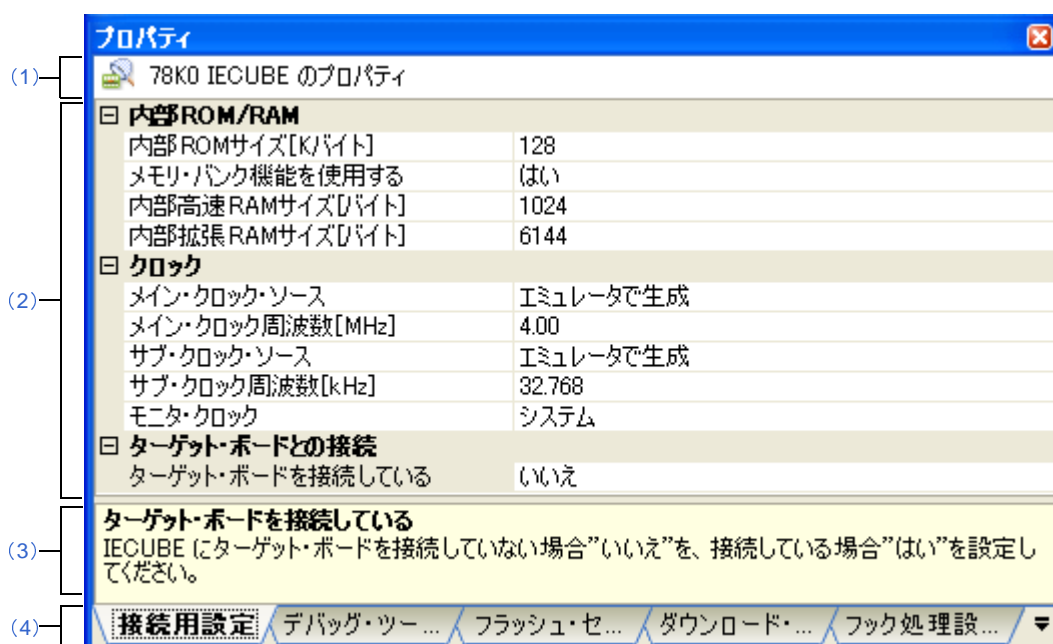 プロパティ
(1)
78K0 IECUBE のプロパティ
内部ROM/RAM
内部ROMサイズ[Kバイト] 128
メモリ・バンク機能を使用する はい
内部高速RAMサイズ[バイト] 1024
内部拡張RAMサイズ[バイト] 6144
クロック
(2)
メイン・クロック・ソース エミュレータで生成
メイン・クロック周波数[MHz] 4.00
サブ・クロック・ソース エミュレータで生成
サブ・クロック周波数[kHz] 32.768
モニタ・クロック システム
ターゲット・ボードとの接続
ターゲット・ボードを接続している いいえ
(3)
ターゲット・ボードを接続している
IECUBE にターゲット・ボードを接続していない場合”いいえ”を、接続している場合”はい”を設定し
てください。
(4)
接続用設定 デバッグ・ツー... フラッシュ・セ... ダウンロード・... フック処理設...